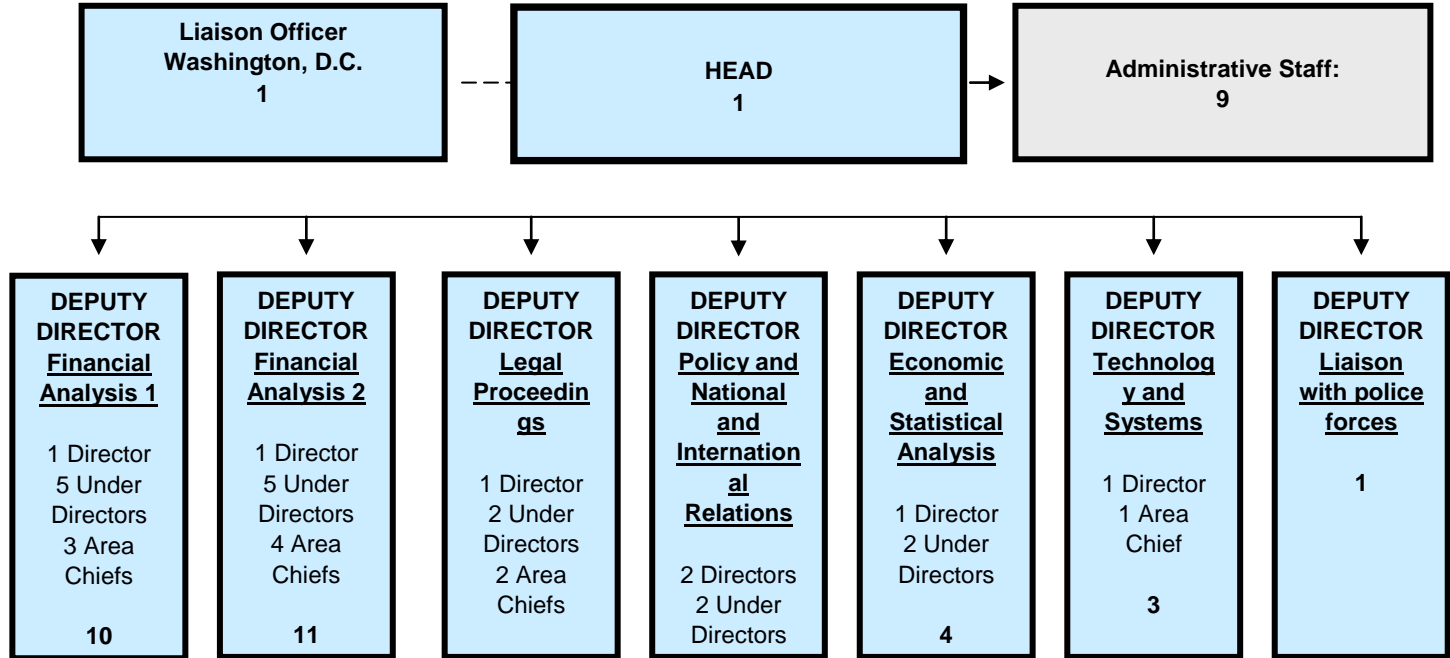 Liaison Officer
Washington, D.C.
1
HEAD
1
Administrative Staff:
9
DEPUTY
DIRECTOR
Financial
Analysis 1
1 Director
5 Under
Directors
3 Area
Chiefs
10
DEPUTY
DIRECTOR
Financial
Analysis 2
1 Director
5 Under
Directors
4 Area
Chiefs
11
DEPUTY
DIRECTOR
Legal
Proceedin
gs
1 Director
2 Under
Directors
2 Area
Chiefs
DEPUTY
DIRECTOR
Policy and
National
and
Internation
al
Relations
2 Directors
2 Under
Directors
DEPUTY
DIRECTOR
Economic
and
Statistical
Analysis
1 Director
2 Under
Directors
4
DEPUTY
DIRECTOR
Technolog
y and
Systems
1 Director
1 Area
Chief
3
DEPUTY
DIRECTOR
Liaison
with police
forces
1